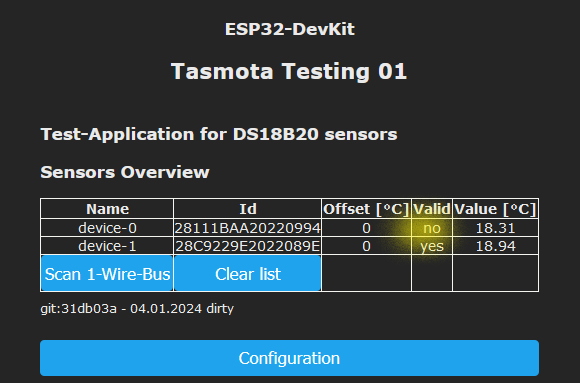 ESP32-DevKit
Tasmota Testing 01
Test-Application for DS18B20 sensors
Sensors Overview
Name Id Offset [°C] Valid Value [°C]
device-0 28111BAA20220994 0 no 18.31
device-1 28C9229E2022089E 0 yes 18.94
Scan 1-Wire-Bus Clear list
git:31db03a - 04.01.2024 dirty
Configuration